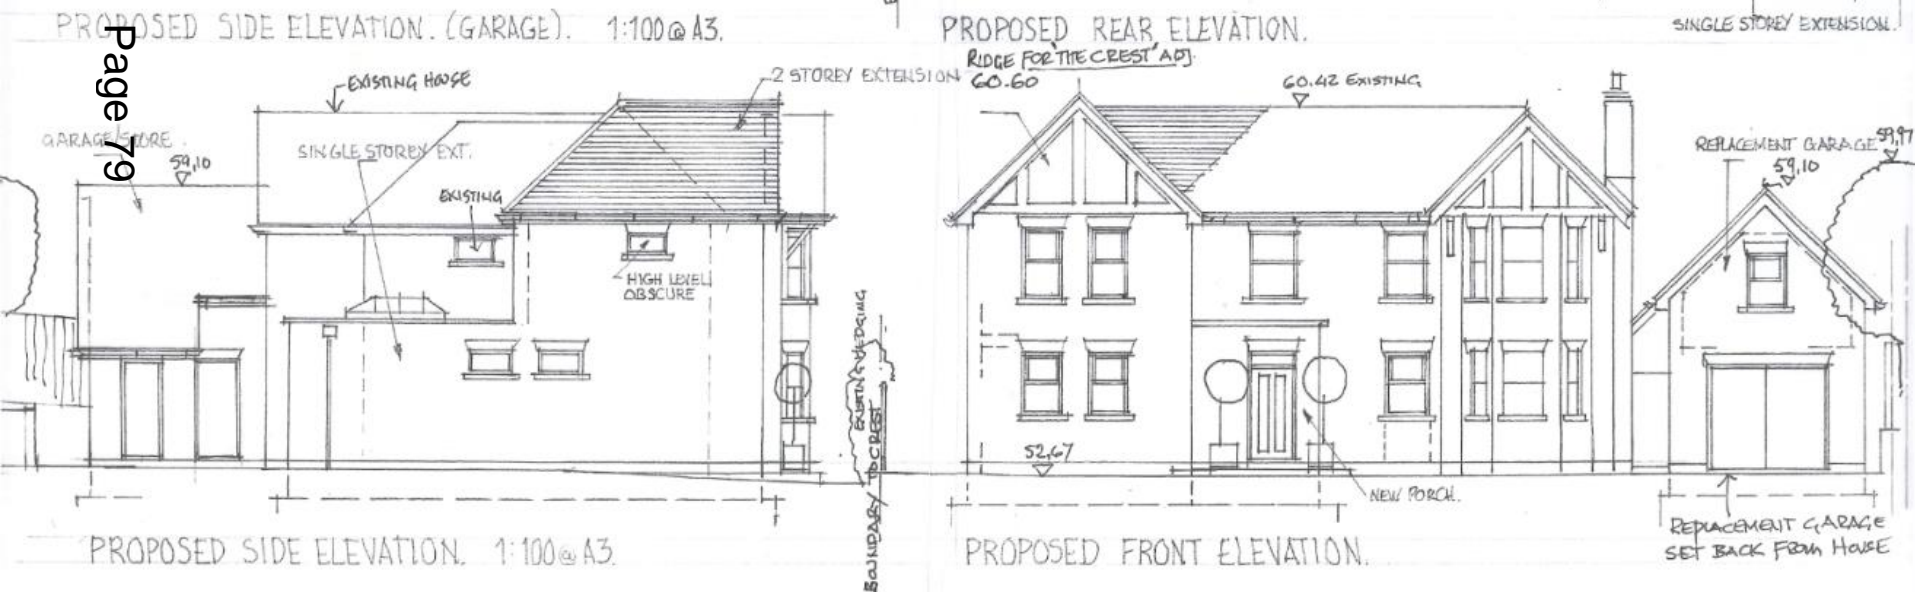 PROPOSED SIDE ELEVATION. (GARAGE). 1:100@A3.
PROPOSED REAR ELEVATION.
SINGLE STOREY EXTENSION.
Page 79
EXISTING HOUSE
2 STOREY EXTENSION
GARAGE/STORE.
59,10
SINGLE STOREY EXT.
EXISTING
HIGH LEVEL
OBSCURE
EXISTING HEDGING
BOUNDARY TO CREST
PROPOSED SIDE ELEVATION. 1:100@A3.
RIDGE FOR 'THE CREST' ADJ.
60.60
60.42 EXISTING
REPLACEMENT GARAGE
59,97
59,10
52,67
NEW PORCH.
REPLACEMENT GARAGE
SET BACK FROM HOUSE
PROPOSED FRONT ELEVATION.